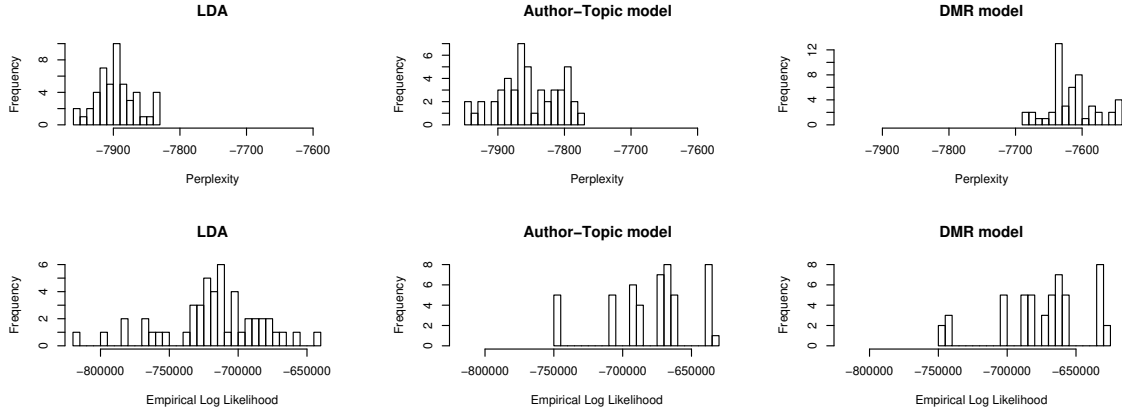 LDA
Frequency
0
4
8
−7900
−7800
−7700
−7600
Perplexity
Author−Topic model
Frequency
0
2
4
6
−7900
−7800
−7700
−7600
Perplexity
DMR model
Frequency
0
4
8
12
−7900
−7800
−7700
−7600
Perplexity
LDA
Frequency
0
2
4
6
−800000
−750000
−700000
−650000
Empirical Log Likelihood
Author−Topic model
Frequency
0
2
4
6
8
−800000
−750000
−700000
−650000
Empirical Log Likelihood
DMR model
Frequency
0
2
4
6
8
−800000
−750000
−700000
−650000
Empirical Log Likelihood